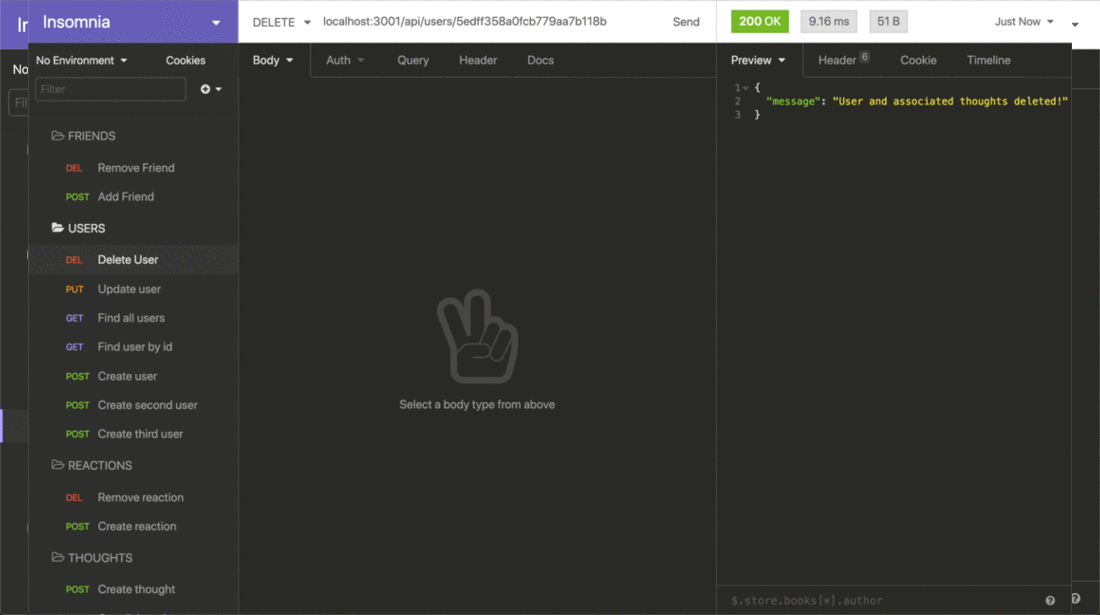 Insomnia
DELETE localhost:3001/api/users/5edff358a0fcb779aa7b118b Send
200 OK 9.16 ms 51 B Just Now
No Environment Cookies
Filter
Body Auth Query Header Docs
Preview Header 6 Cookie Timeline
1 {
2 "message": "User and associated thoughts deleted!"
3 }
FRIENDS
DEL Remove Friend
POST Add Friend
USERS
DEL Delete User
PUT Update user
GET Find all users
GET Find user by id
POST Create user
POST Create second user
POST Create third user
REACTIONS
DEL Remove reaction
POST Create reaction
THOUGHTS
POST Create thought
Select a body type from above
$.store.books[*].author
In
No
Fil